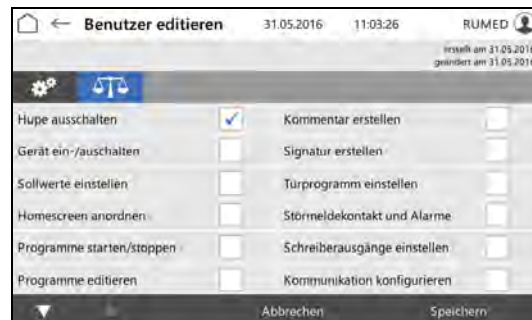 Benutzer editieren 31.05.2016 11:03:26 RUMED
erstellt am 31.05.2016
geändert am 31.05.2016
Hupe ausschalten Kommentar erstellen
Gerät ein-/auschalten Signatur erstellen
Sollwerte einstellen Türprogramm einstellen
Homescreen anordnen Störmeldekontakt und Alarme
Programme starten/stoppen Schreiberausgänge einstellen
Programme editieren Kommunikation konfigurieren
Abbrechen Speichern